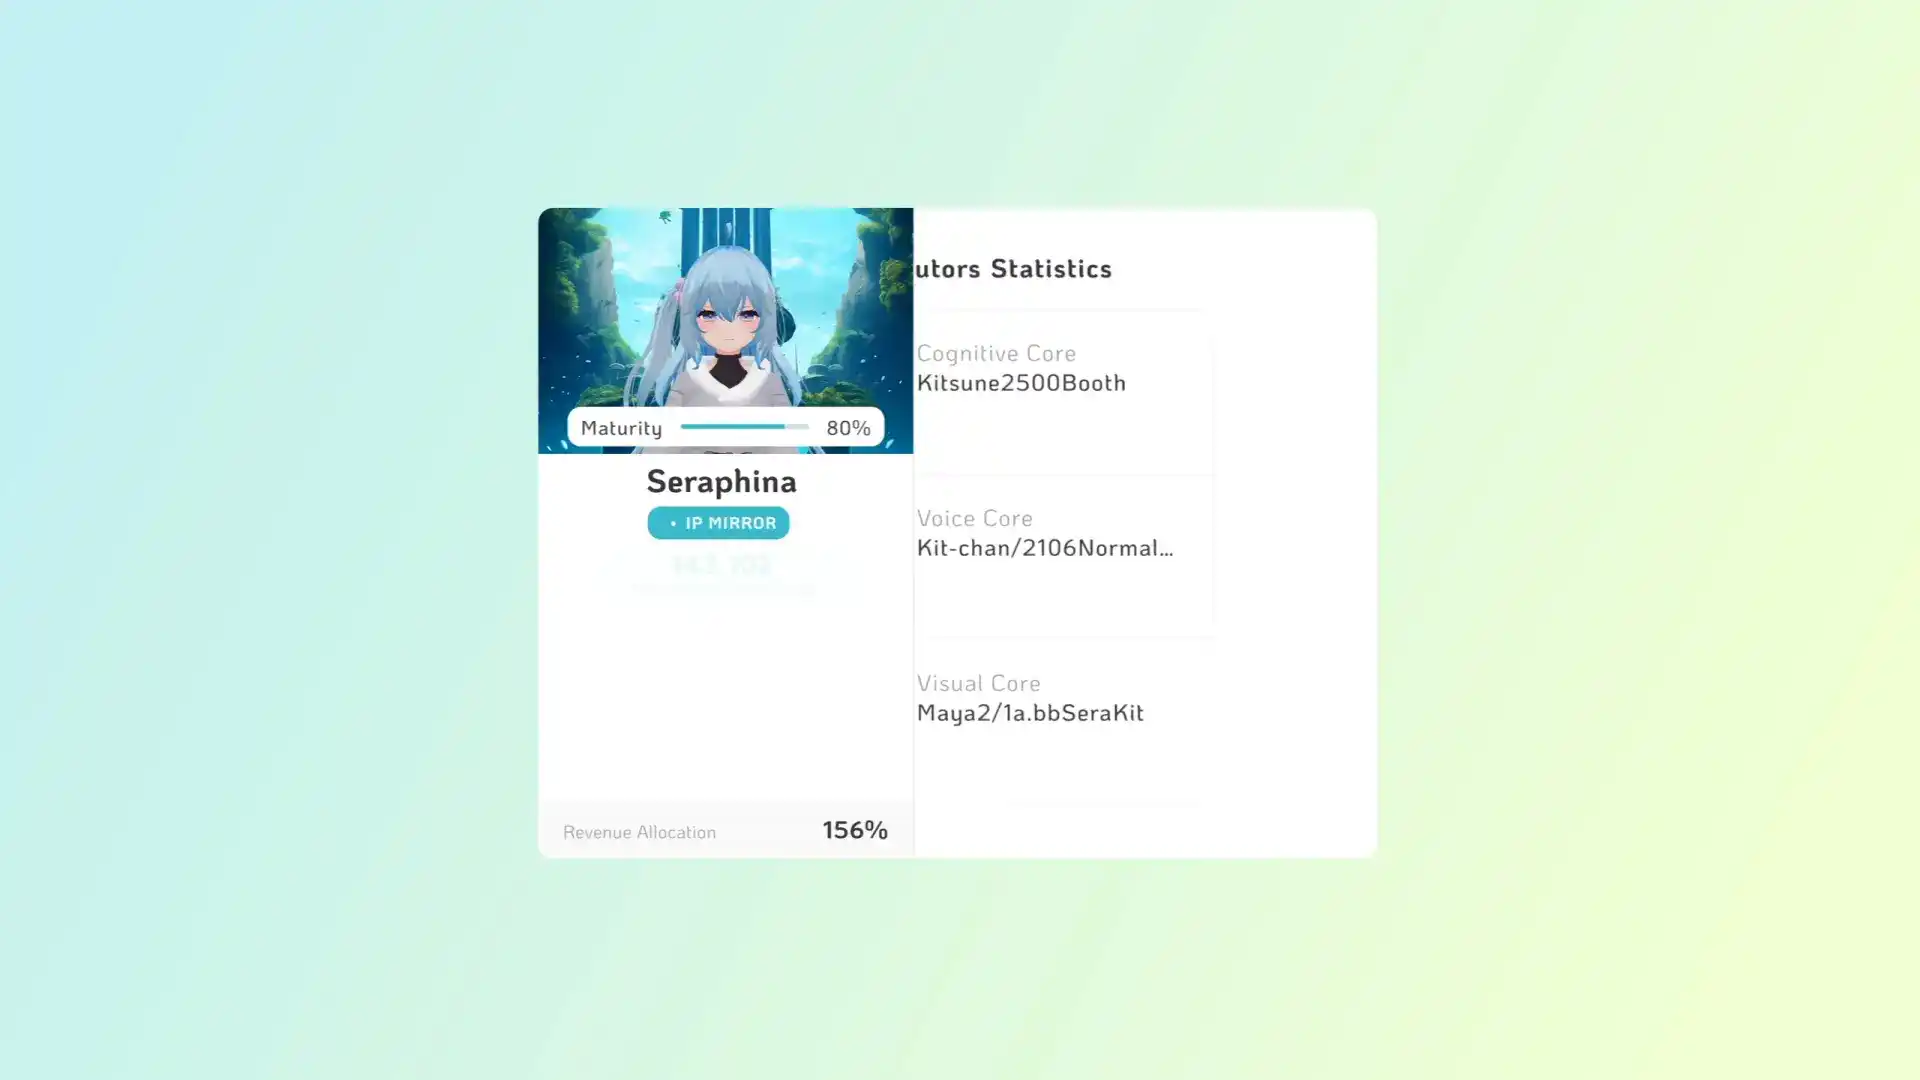 Maturity 80%
Seraphina
• IP MIRROR
Revenue Allocation 156%
utors Statistics
Cognitive Core
Kitsune2500Booth
Voice Core
Kit-chan/2106Normal...
Visual Core
Maya2/1a.bbSeraKit